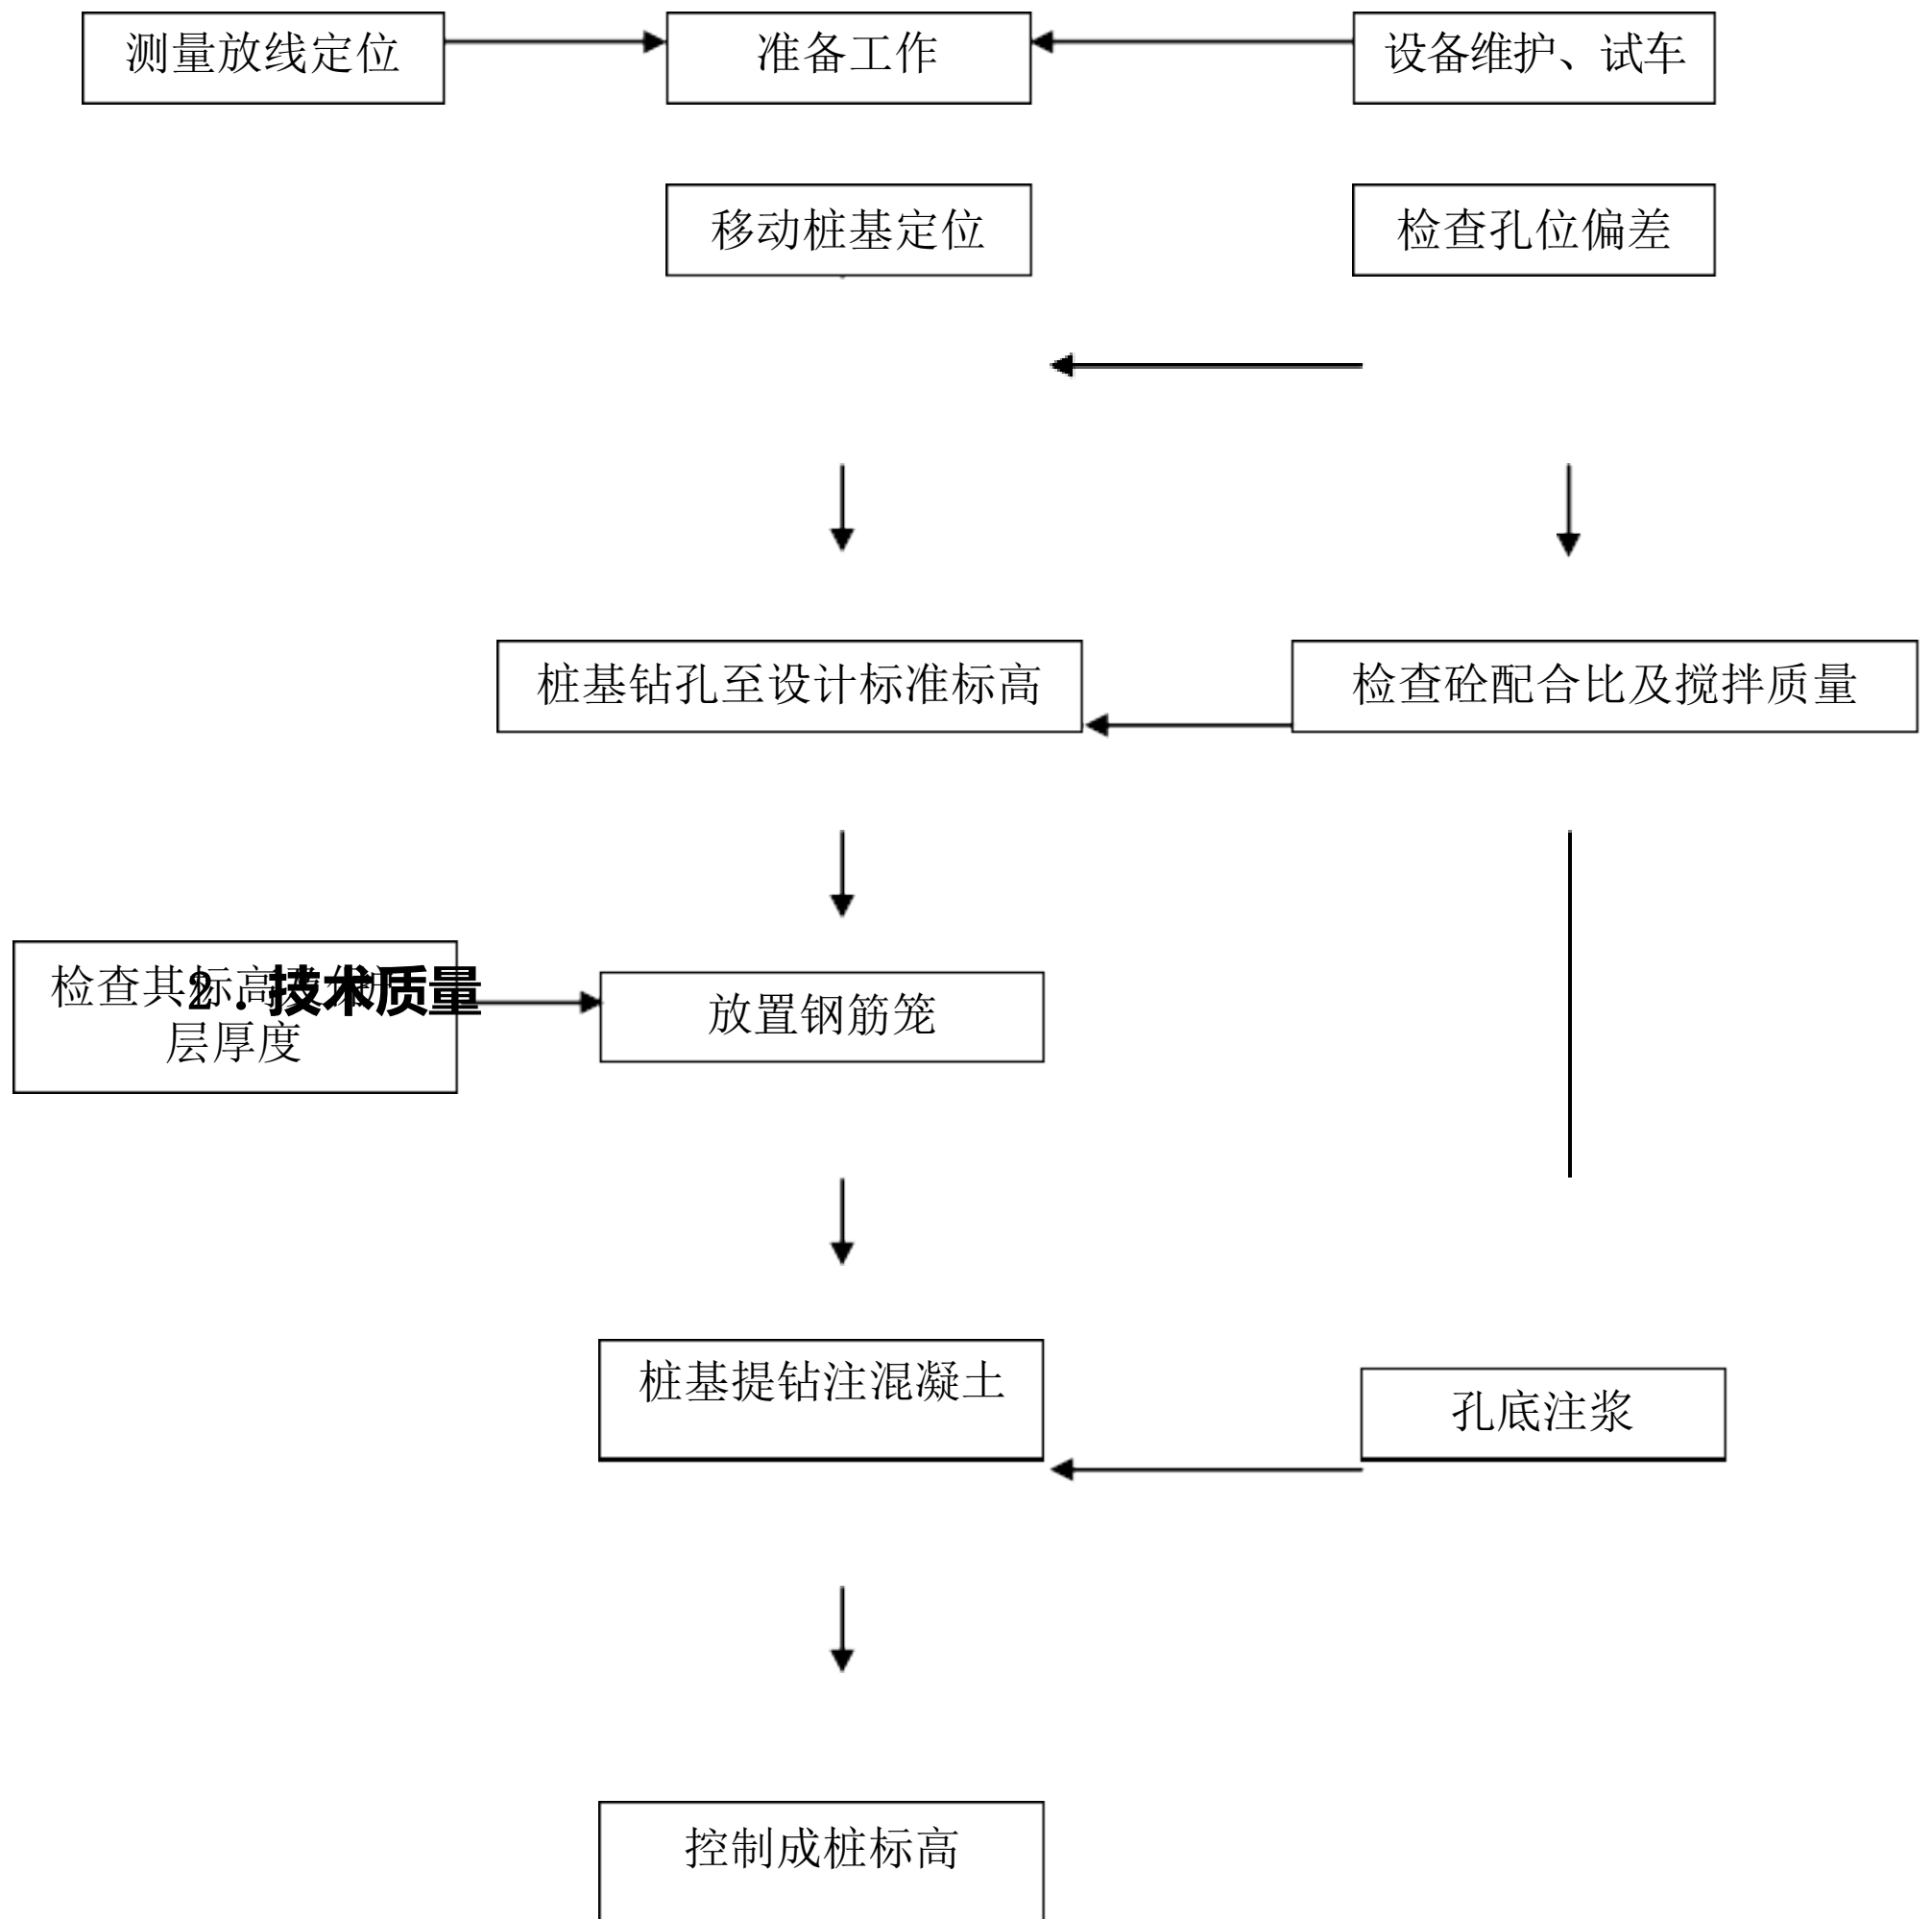 测量放线定位
准备工作
设备维护、试车
移动桩基定位
检查孔位偏差
桩基钻孔至设计标准标高
检查砼配合比及搅拌质量
检查其标高
层厚度
2．技术质量
放置钢筋笼
桩基提钻注混凝土
孔底注浆
控制成桩标高